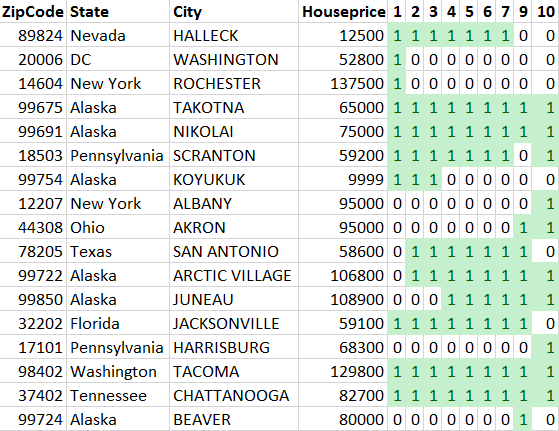 ZipCode State City Houseprice 1 2 3 4 5 6 7 9 10
89824 Nevada HALLECK 12500 1 1 1 1 1 1 1 0 0
20006 DC WASHINGTON 52800 1 0 0 0 0 0 0 0 0
14604 New York ROCHESTER 137500 1 0 0 0 0 0 0 0 0
99675 Alaska TAKOTNA 65000 1 1 1 1 1 1 1 1 1
99691 Alaska NIKOLAI 75000 1 1 1 1 1 1 1 1 1
18503 Pennsylvania SCRANTON 59200 1 1 1 1 1 1 1 0 1
99754 Alaska KOYUKUK 9999 1 1 1 0 0 0 0 0 0
12207 New York ALBANY 95000 0 0 0 0 0 0 0 0 1
44308 Ohio AKRON 95000 0 0 0 0 0 0 0 1 1
78205 Texas SAN ANTONIO 58600 0 1 1 1 1 1 1 1 0
99722 Alaska ARCTIC VILLAGE 106800 0 1 1 1 1 1 1 1 1
99850 Alaska JUNEAU 108900 0 0 0 1 1 1 1 1 1
32202 Florida JACKSONVILLE 59100 1 1 1 1 1 1 1 1 0
17101 Pennsylvania HARRISBURG 68300 0 0 0 0 0 0 0 0 1
98402 Washington TACOMA 129800 1 1 1 1 1 1 1 1 1
37402 Tennessee CHATTANOOGA 82700 1 1 1 1 1 1 1 1 1
99724 Alaska BEAVER 80000 0 0 0 0 0 0 0 1 0